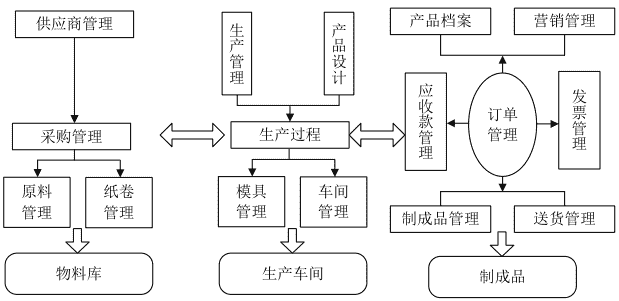 供应商管理
采购管理
原料
管理
纸卷
管理
物料库
生产管理
产品设计
生产过程
模具
管理
车间
管理
生产车间
产品档案
营销管理
应收款管理
订单
管理
发票管理
制成品管理
送货管理
制成品